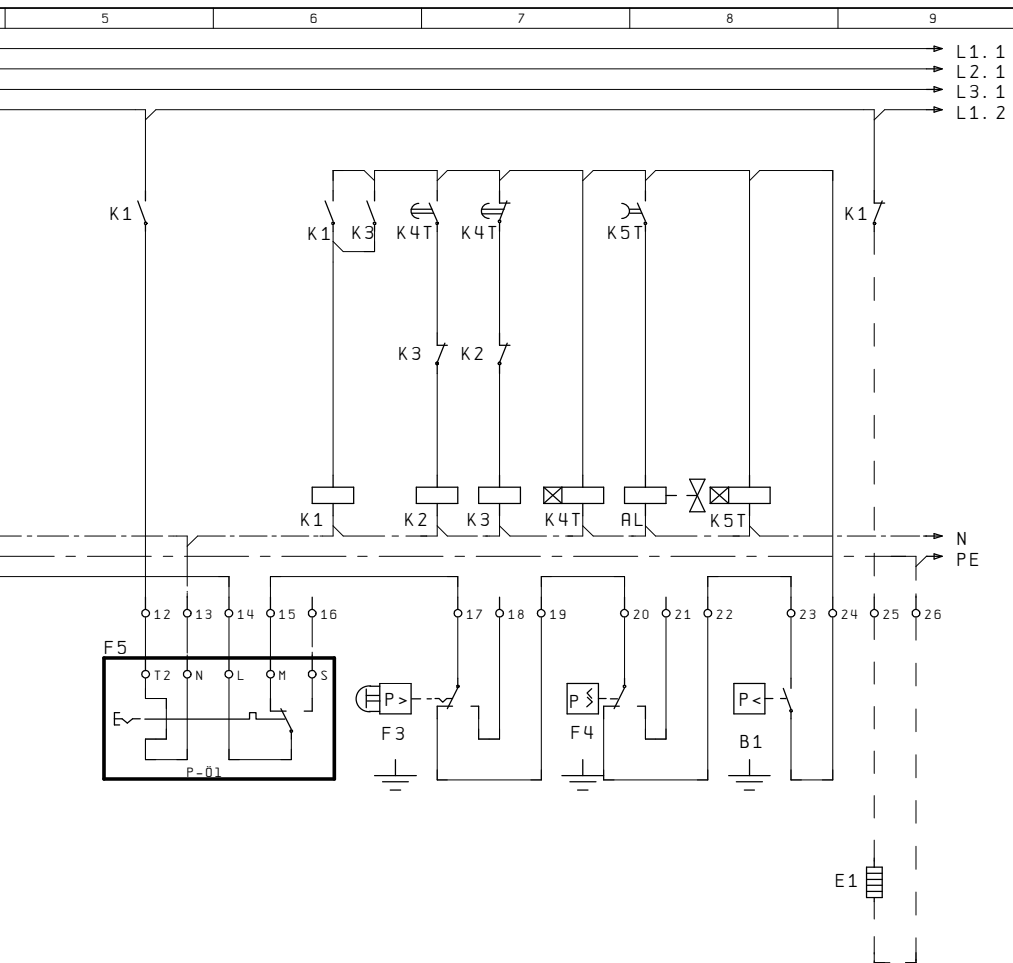 5 6 7 8 9
L1.1
L2.1
L3.1
L1.2
K1 K1 K3 K4T K4T K5T K1
K3 K2
K1 K2 K3 K4T AL K5T
N
PE
12 13 14 15 16 17 18 19 20 21 22 23 24 25 26
F5
T2 N L M S
P> P P<
F3 F4 B1
P-Öl
E1